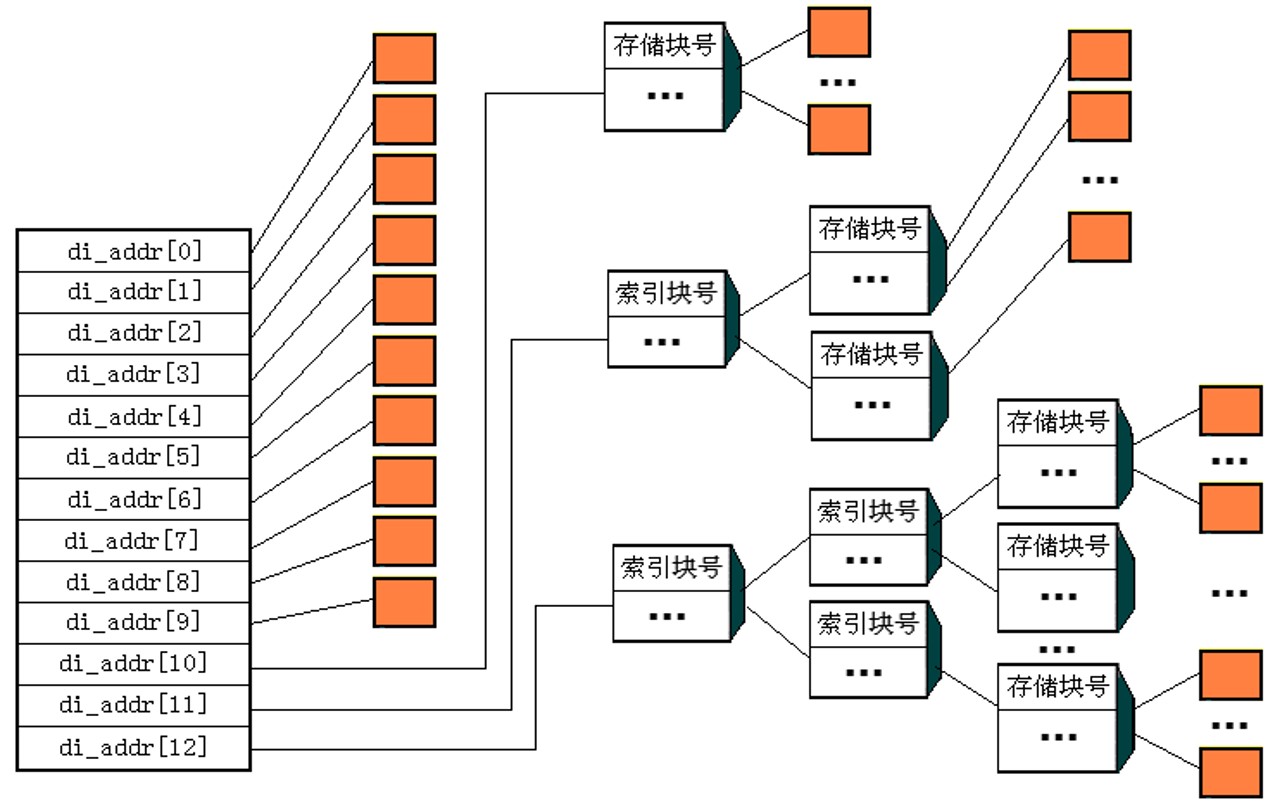 di_addr[0]
di_addr[1]
di_addr[2]
di_addr[3]
di_addr[4]
di_addr[5]
di_addr[6]
di_addr[7]
di_addr[8]
di_addr[9]
di_addr[10]
di_addr[11]
di_addr[12]
存储块号
...
...
索引块号
...
存储块号
...
存储块号
...
...
索引块号
...
索引块号
...
索引块号
...
存储块号
...
存储块号
...
...
存储块号
...
...
...
...